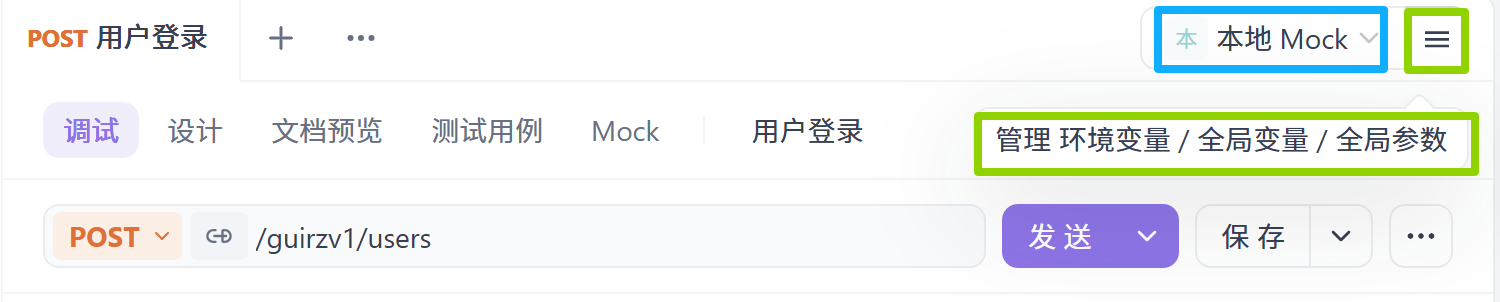 POST 用户登录
本 本地 Mock
调试 设计 文档预览 测试用例 Mock 用户登录
管理 环境变量 / 全局变量 / 全局参数
POST /guirzv1/users 发 送 保 存